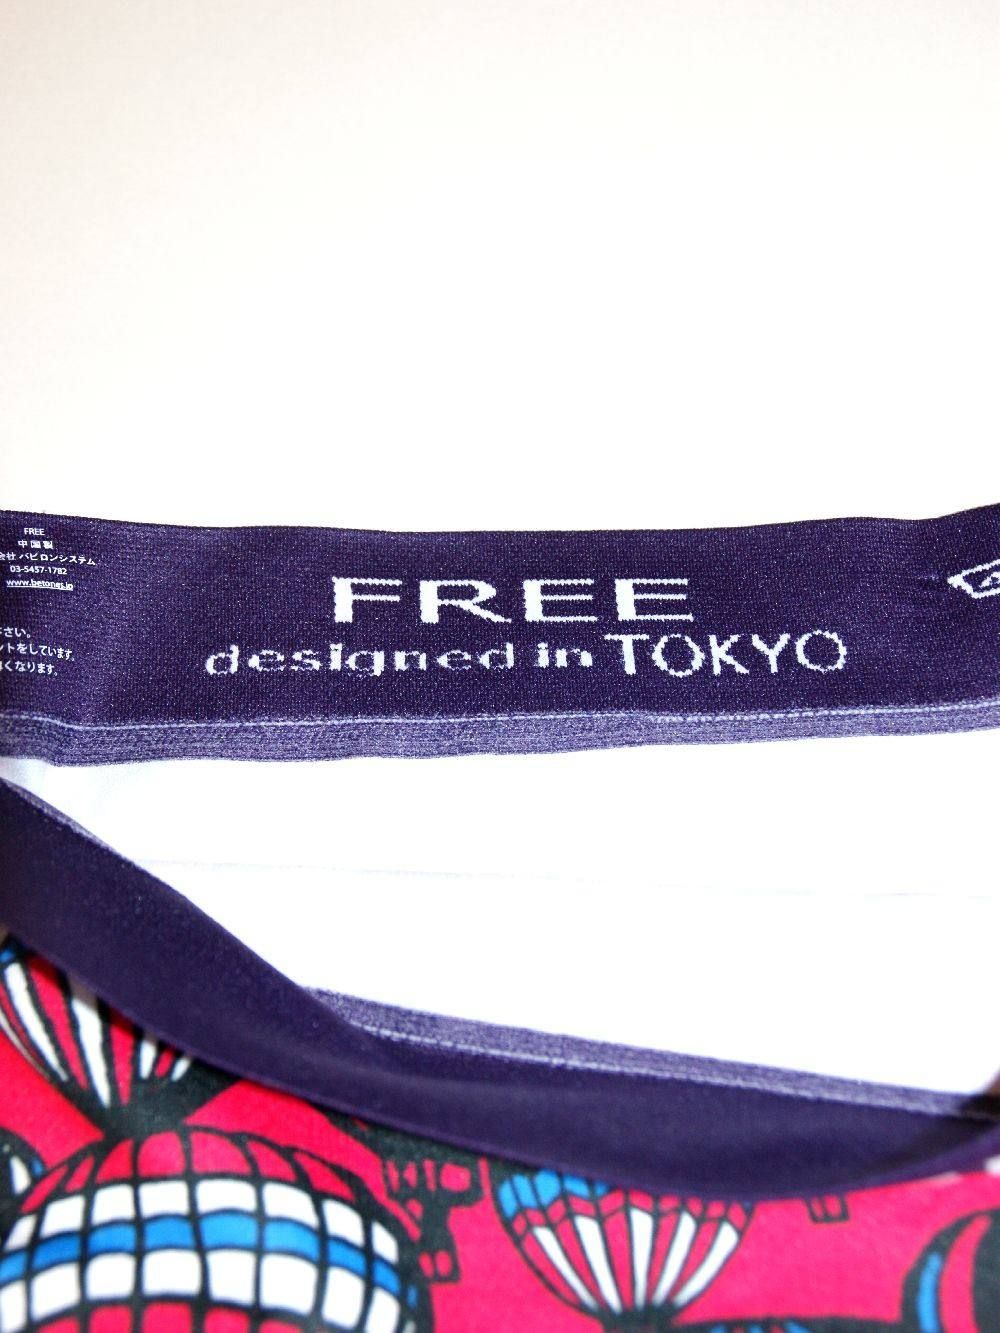 FREE
中国製
会社 バビロンシステム
03-5457-1782
www.betones.jp
さい。
ントをしています。
くなります。
FREE
designed in TOKYO